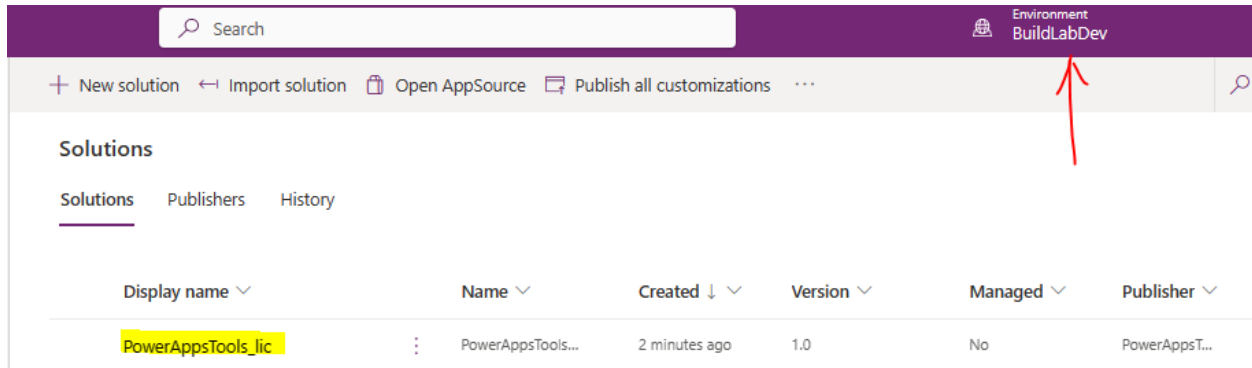 Search
Environment
BuildLabDev
New solution Import solution Open AppSource Publish all customizations ...
Solutions
Solutions Publishers History
Display name Name Created Version Managed Publisher
PowerAppsTools_lic PowerAppsTools... 2 minutes ago 1.0 No PowerAppsT...